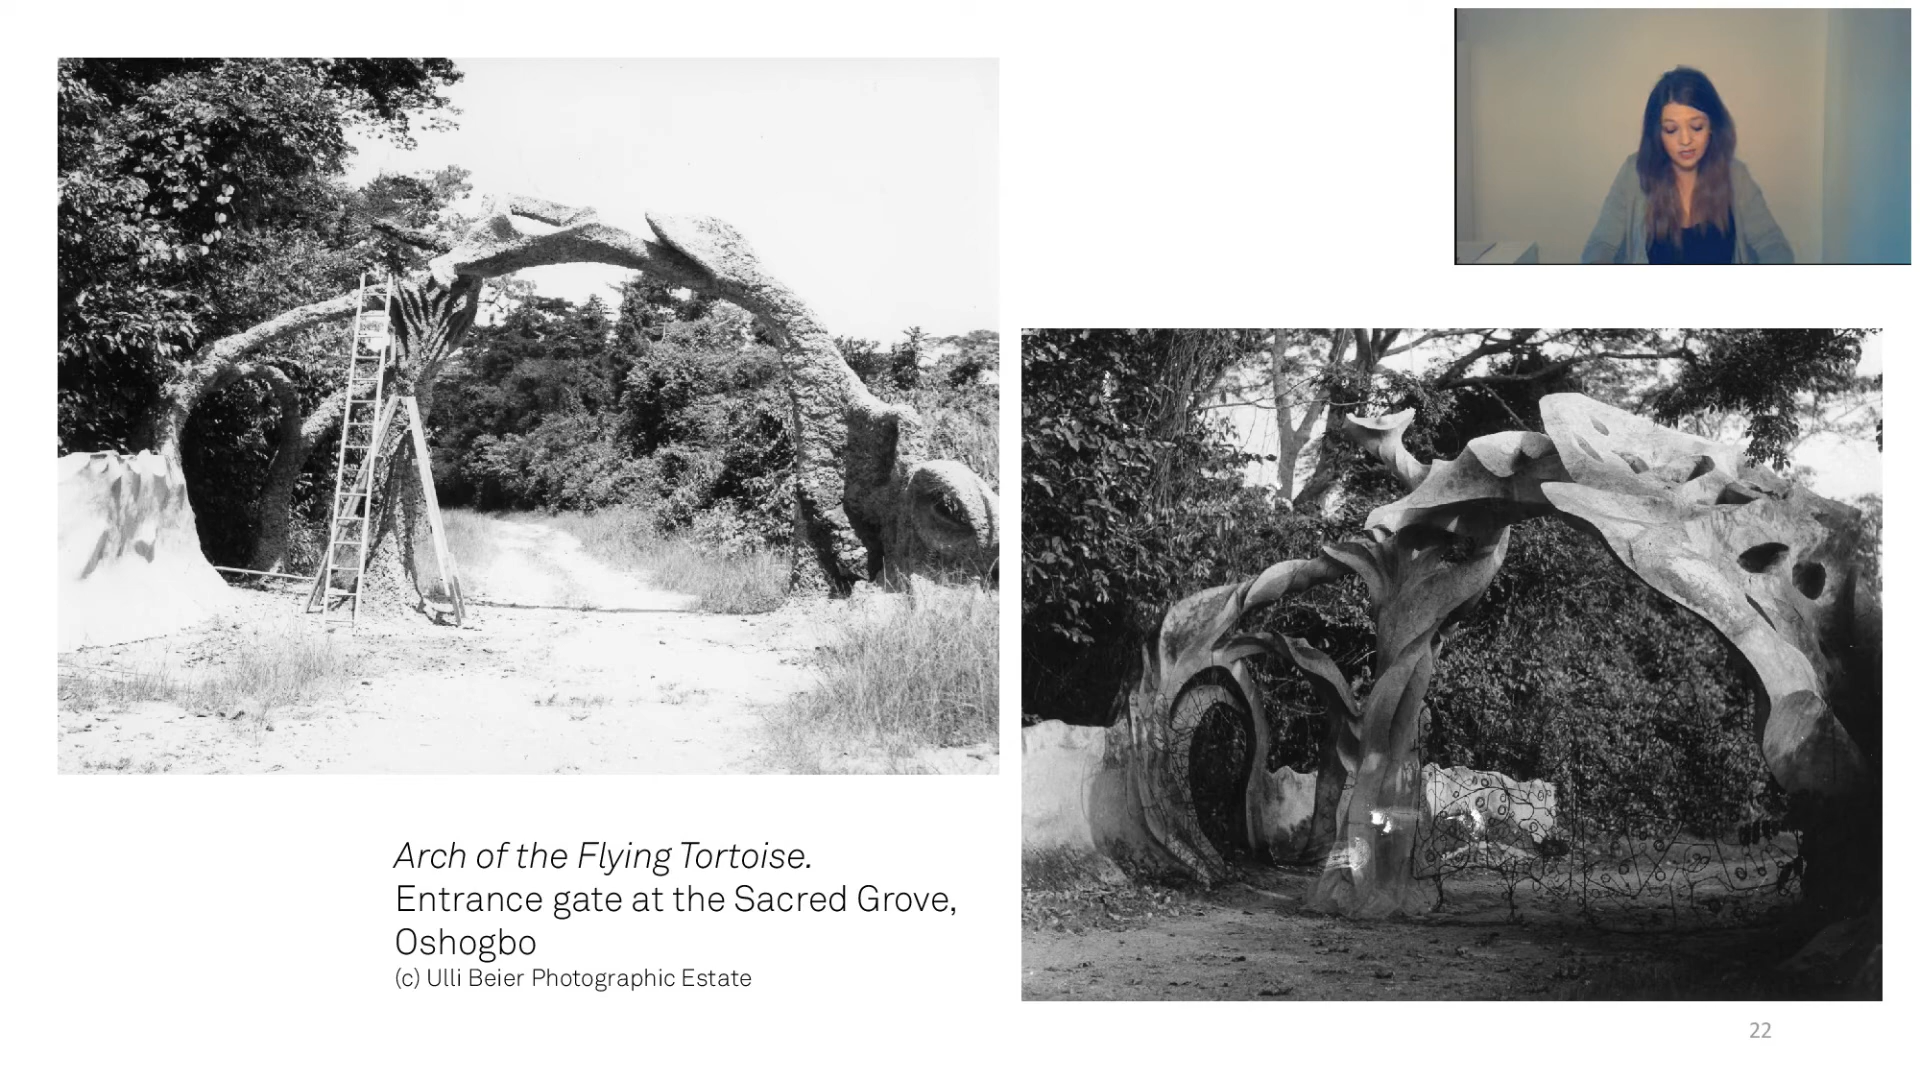 Arch of the Flying Tortoise.
Entrance gate at the Sacred Grove,
Oshogbo
(c) Ulli Beier Photographic Estate
22